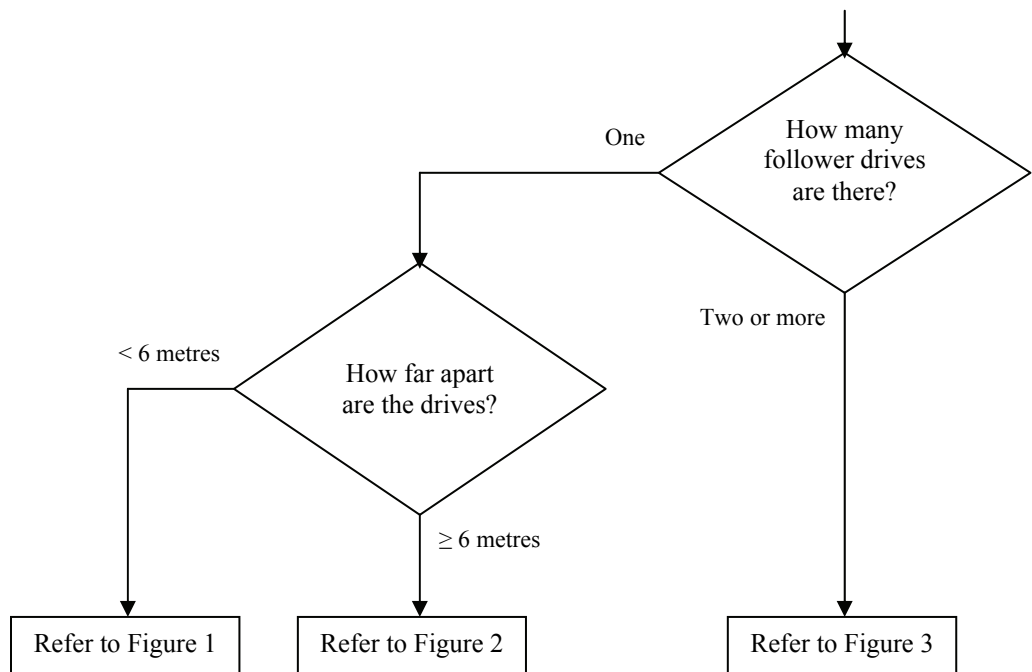 How many
follower drives
are there?
One
Two or more
How far apart
are the drives?
< 6 metres
≥ 6 metres
Refer to Figure 1
Refer to Figure 2
Refer to Figure 3